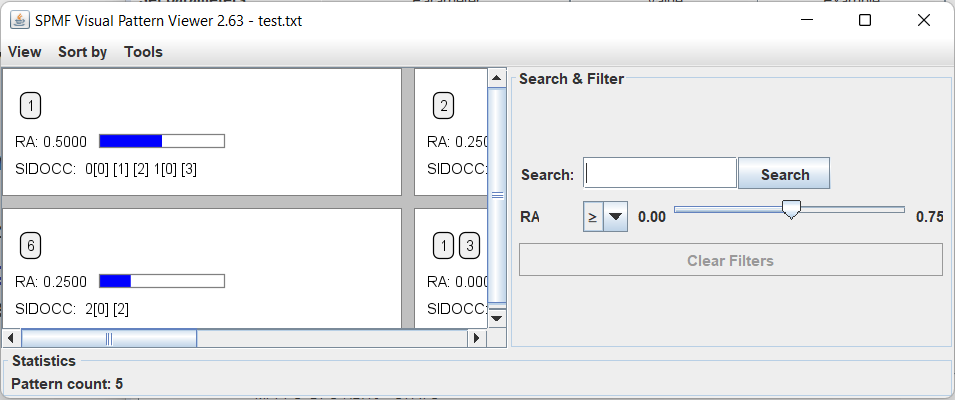 SPMF Visual Pattern Viewer 2.63 - test.txt
View Sort by Tools
1
RA: 0.5000
SIDOCC: 0[0] [1] [2] 1[0] [3]
2
RA: 0.250
SIDOCC:
6
RA: 0.2500
SIDOCC: 2[0] [2]
1 3
RA: 0.000
SIDOCC:
Search & Filter
Search: Search
RA ≥ 0.00 0.75
Clear Filters
Statistics
Pattern count: 5